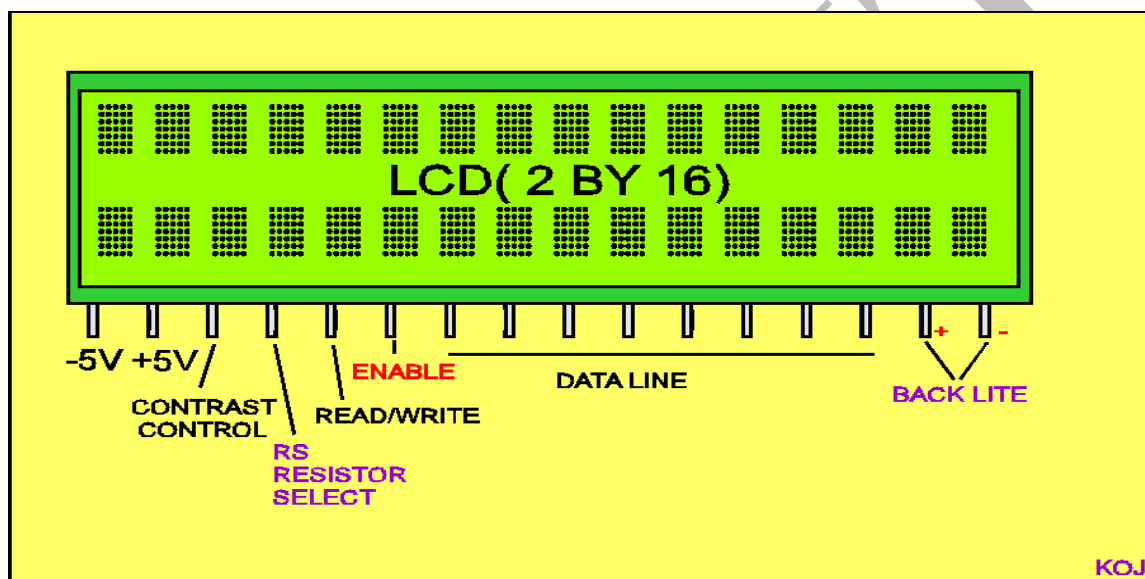 LCD( 2 BY 16)
+ -
-5V +5V
ENABLE
DATA LINE
BACK LITE
CONTRAST
CONTROL
READ/WRITE
RS
RESISTOR
SELECT
KOJ